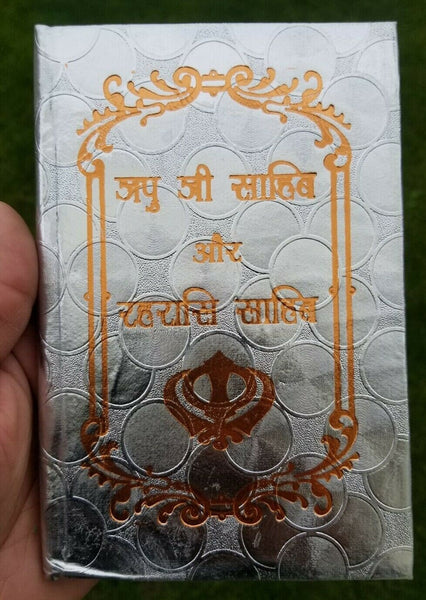 जपु जी साहिब
और
रहरासि साहिब